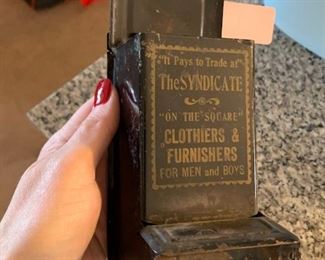 "It Pays to Trade at"
The SYNDICATE
"ON THE SQUARE"
CLOTHIERS &
FURNISHERS
FOR MEN and BOYS